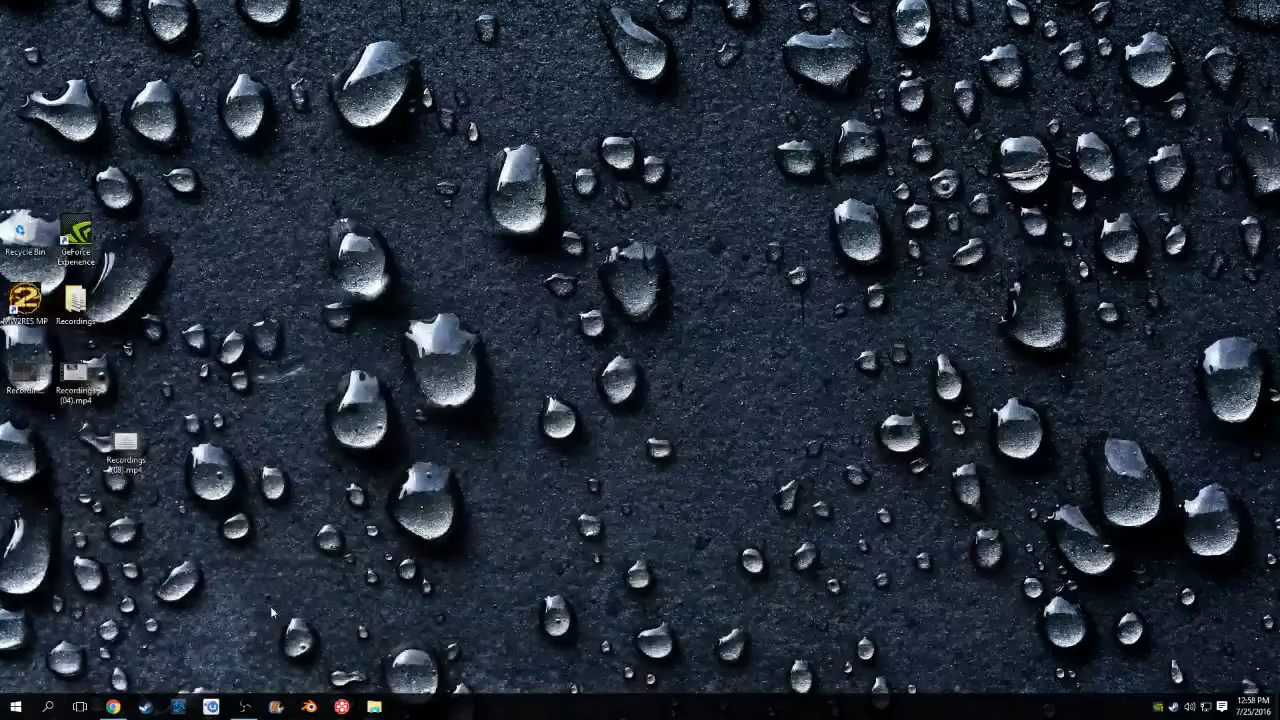 Recycle Bin
GeForce
Experience
MW2RES MP
Recordings
Recordings
(04).mp4
Recordings
(08).mp4
12:58 PM
7/25/2016